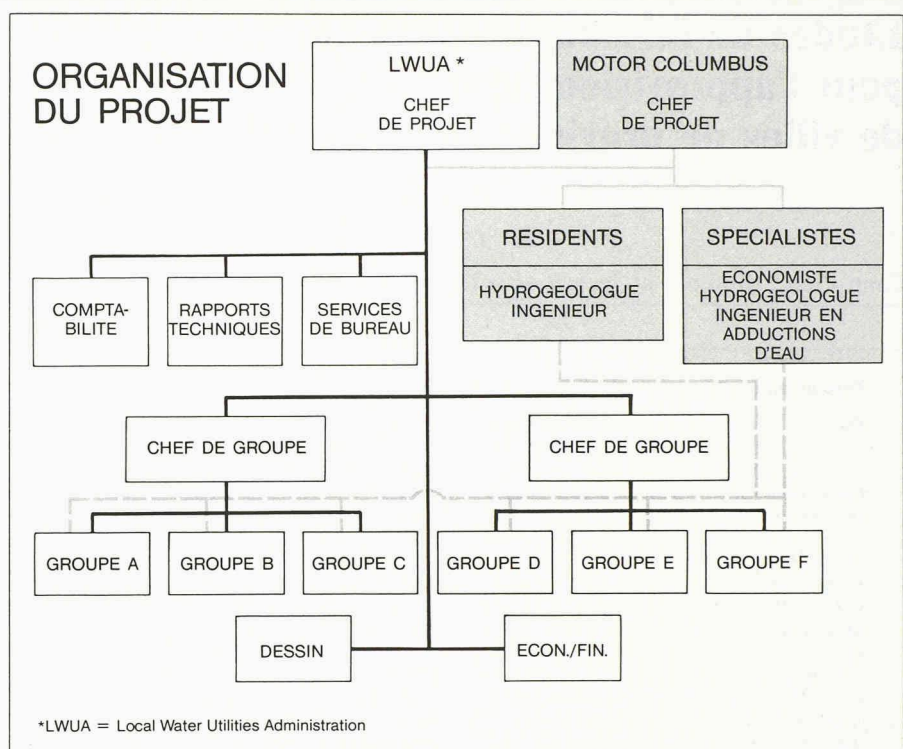 ORGANISATION
DU PROJET
LWUA *
CHEF
DE PROJET
MOTOR COLUMBUS
CHEF
DE PROJET
RESIDENTS
HYDROGEOLOGUE
INGENIEUR
SPECIALISTES
ECONOMISTE
HYDROGEOLOGUE
INGENIEUR EN
ADDUCTIONS
D'EAU
COMPTA-
BILITE
RAPPORTS
TECHNIQUES
SERVICES
DE BUREAU
CHEF DE GROUPE
CHEF DE GROUPE
GROUPE A
GROUPE B
GROUPE C
GROUPE D
GROUPE E
GROUPE F
DESSIN
ECON./FIN.
*LWUA = Local Water Utilities Administration